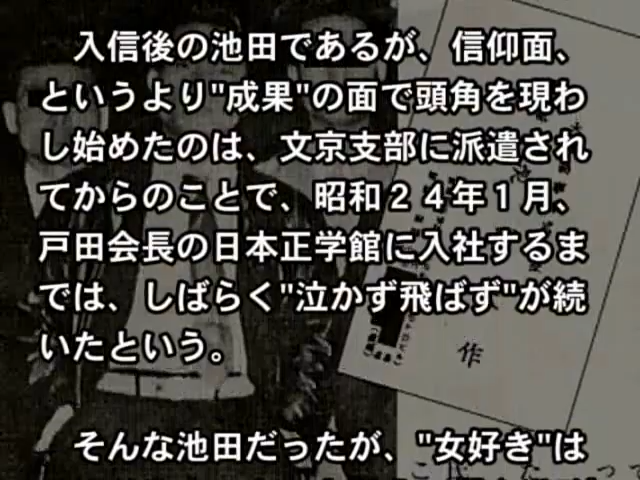 入信後の池田であるが、信仰面、
というより"成果"の面で頭角を現わ
し始めたのは、文京支部に派遣され
てからのことで、昭和２４年１月、
戸田会長の日本正学館に入社するま
では、しばらく"泣かず飛ばず"が続
いたという。
そんな池田だったが、"女好き"は
作